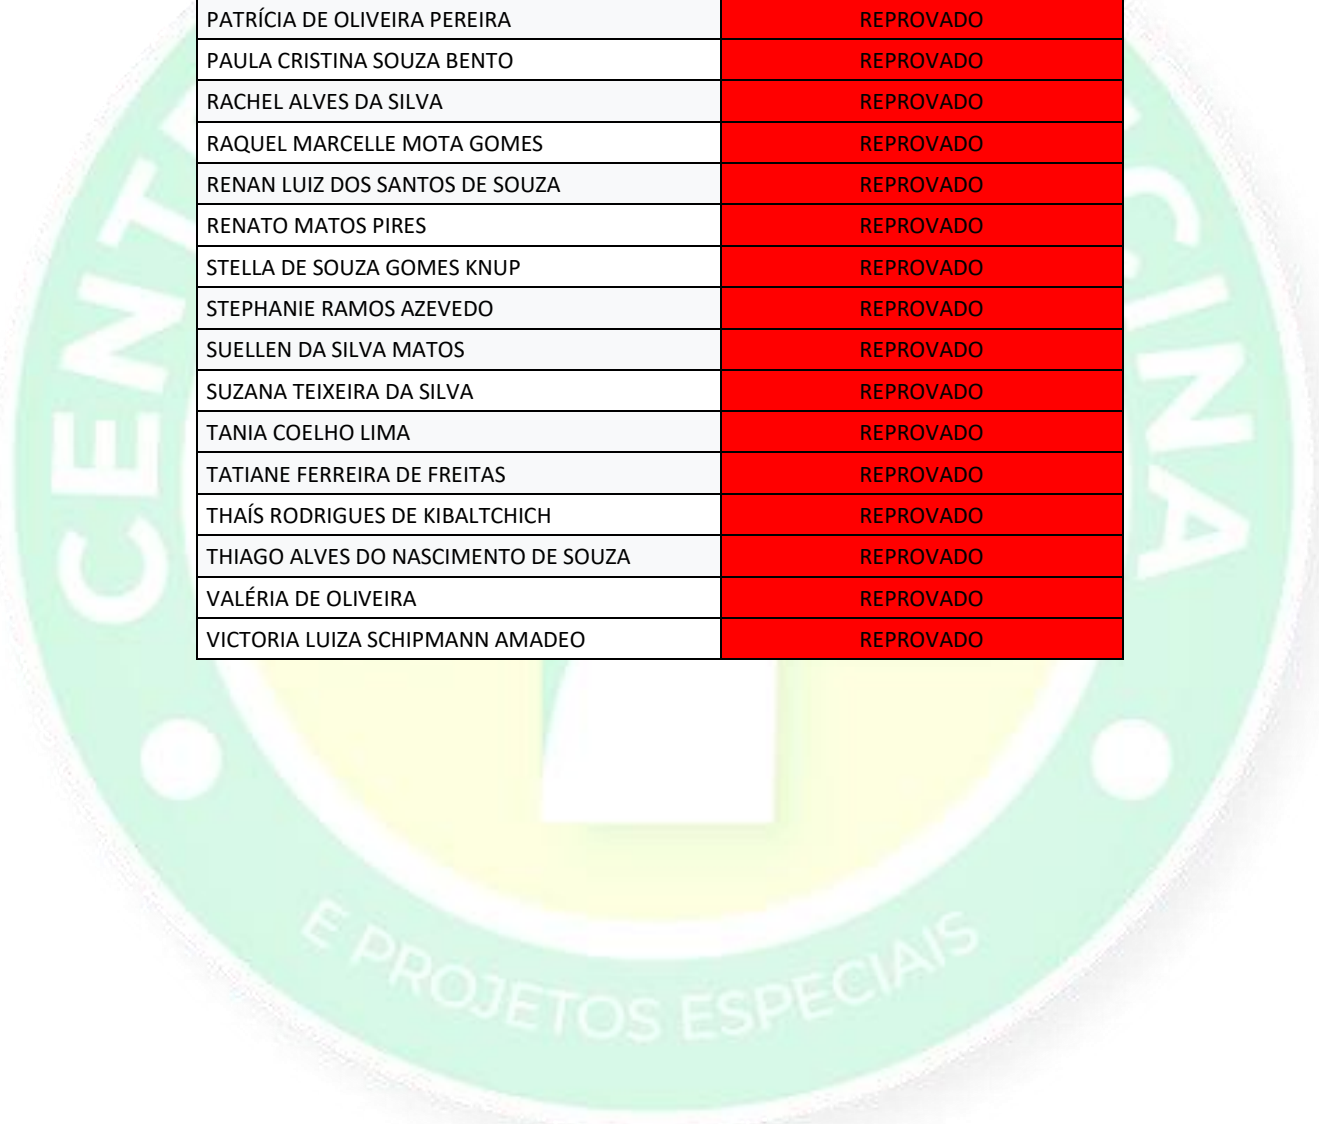 PATRÍCIA DE OLIVEIRA PEREIRA REPROVADO
PAULA CRISTINA SOUZA BENTO REPROVADO
RACHEL ALVES DA SILVA REPROVADO
RAQUEL MARCELLE MOTA GOMES REPROVADO
RENAN LUIZ DOS SANTOS DE SOUZA REPROVADO
RENATO MATOS PIRES REPROVADO
STELLA DE SOUZA GOMES KNUP REPROVADO
STEPHANIE RAMOS AZEVEDO REPROVADO
SUELLEN DA SILVA MATOS REPROVADO
SUZANA TEIXEIRA DA SILVA REPROVADO
TANIA COELHO LIMA REPROVADO
TATIANE FERREIRA DE FREITAS REPROVADO
THAÍS RODRIGUES DE KIBALTCHICH REPROVADO
THIAGO ALVES DO NASCIMENTO DE SOUZA REPROVADO
VALÉRIA DE OLIVEIRA REPROVADO
VICTORIA LUIZA SCHIPMANN AMADEO REPROVADO
E PROJETOS ESPECIAIS